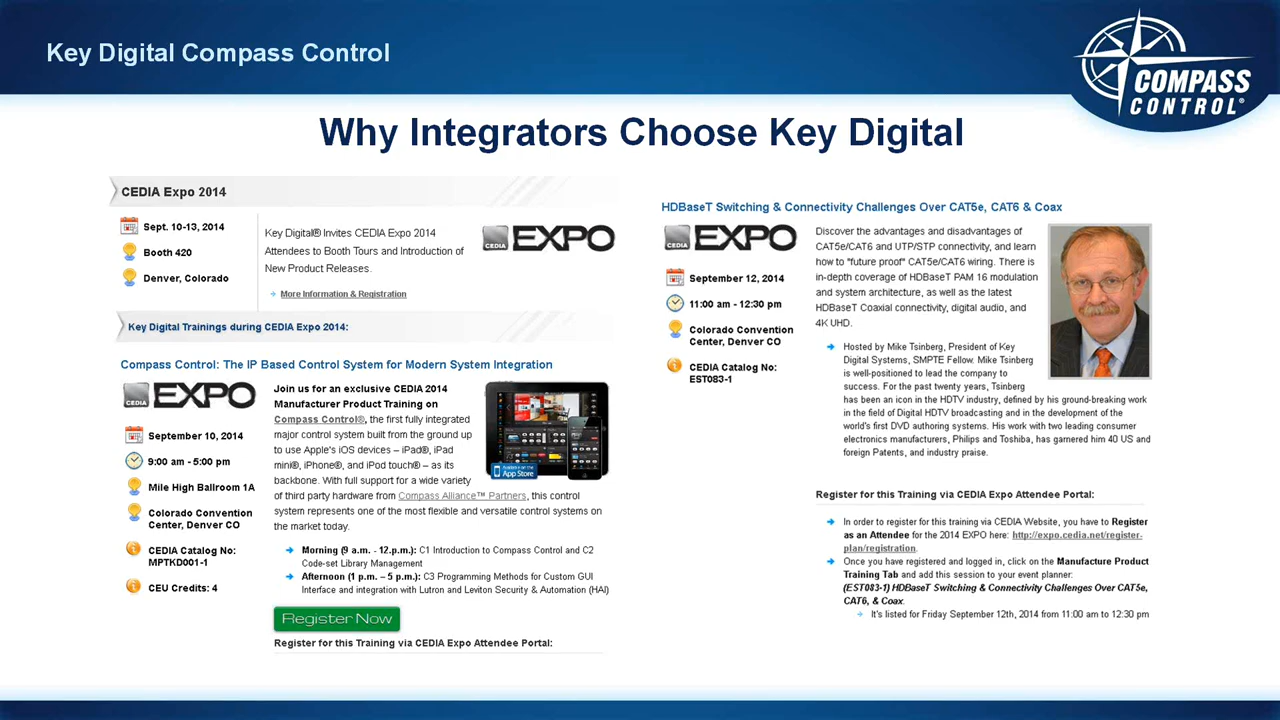 Key Digital Compass Control
COMPASS
CONTROL®
Why Integrators Choose Key Digital
CEDIA Expo 2014
Sept. 10-13, 2014
Booth 420
Denver, Colorado
Key Digital® Invites CEDIA Expo 2014
Attendees to Booth Tours and Introduction of
New Product Releases.
More Information & Registration
CEDIA EXPO
Key Digital Trainings during CEDIA Expo 2014:
Compass Control: The IP Based Control System for Modern System Integration
CEDIA EXPO
September 10, 2014
9:00 am - 5:00 pm
Mile High Ballroom 1A
Colorado Convention
Center, Denver CO
CEDIA Catalog No:
MPTKD001-1
CEU Credits: 4
Join us for an exclusive CEDIA 2014
Manufacturer Product Training on
Compass Control®, the first fully integrated
major control system built from the ground up
to use Apple's iOS devices – iPad®, iPad
mini®, iPhone®, and iPod touch® – as its
backbone. With full support for a wide variety
of third party hardware from Compass Alliance™ Partners, this control
system represents one of the most flexible and versatile control systems on
the market today.
Available on the
App Store
Morning (9 a.m. - 12.p.m.): C1 Introduction to Compass Control and C2
Code-set Library Management
Afternoon (1 p.m. – 5 p.m.): C3 Programming Methods for Custom GUI
Interface and integration with Lutron and Leviton Security & Automation (HAI)
Register Now
Register for this Training via CEDIA Expo Attendee Portal:
HDBaseT Switching & Connectivity Challenges Over CAT5e, CAT6 & Coax
CEDIA EXPO
September 12, 2014
11:00 am - 12:30 pm
Colorado Convention
Center, Denver CO
CEDIA Catalog No:
EST083-1
Discover the advantages and disadvantages of
CAT5e/CAT6 and UTP/STP connectivity, and learn
how to "future proof" CAT5e/CAT6 wiring. There is
in-depth coverage of HDBaseT PAM 16 modulation
and system architecture, as well as the latest
HDBaseT Coaxial connectivity, digital audio, and
4K UHD.
Hosted by Mike Tsinberg, President of Key
Digital Systems, SMPTE Fellow. Mike Tsinberg
is well-positioned to lead the company to
success. For the past twenty years, Tsinberg
has been an icon in the HDTV industry, defined by his ground-breaking work
in the field of Digital HDTV broadcasting and in the development of the
world's first DVD authoring systems. His work with two leading consumer
electronics manufacturers, Philips and Toshiba, has garnered him 40 US and
foreign Patents, and industry praise.
Register for this Training via CEDIA Expo Attendee Portal:
In order to register for this training via CEDIA Website, you have to Register
as an Attendee for the 2014 EXPO here: http://expo.cedia.net/register-
plan/registration.
Once you have registered and logged in, click on the Manufacture Product
Training Tab and add this session to your event planner:
(EST083-1) HDBaseT Switching & Connectivity Challenges Over CAT5e,
CAT6, & Coax.
It's listed for Friday September 12th, 2014 from 11:00 am to 12:30 pm